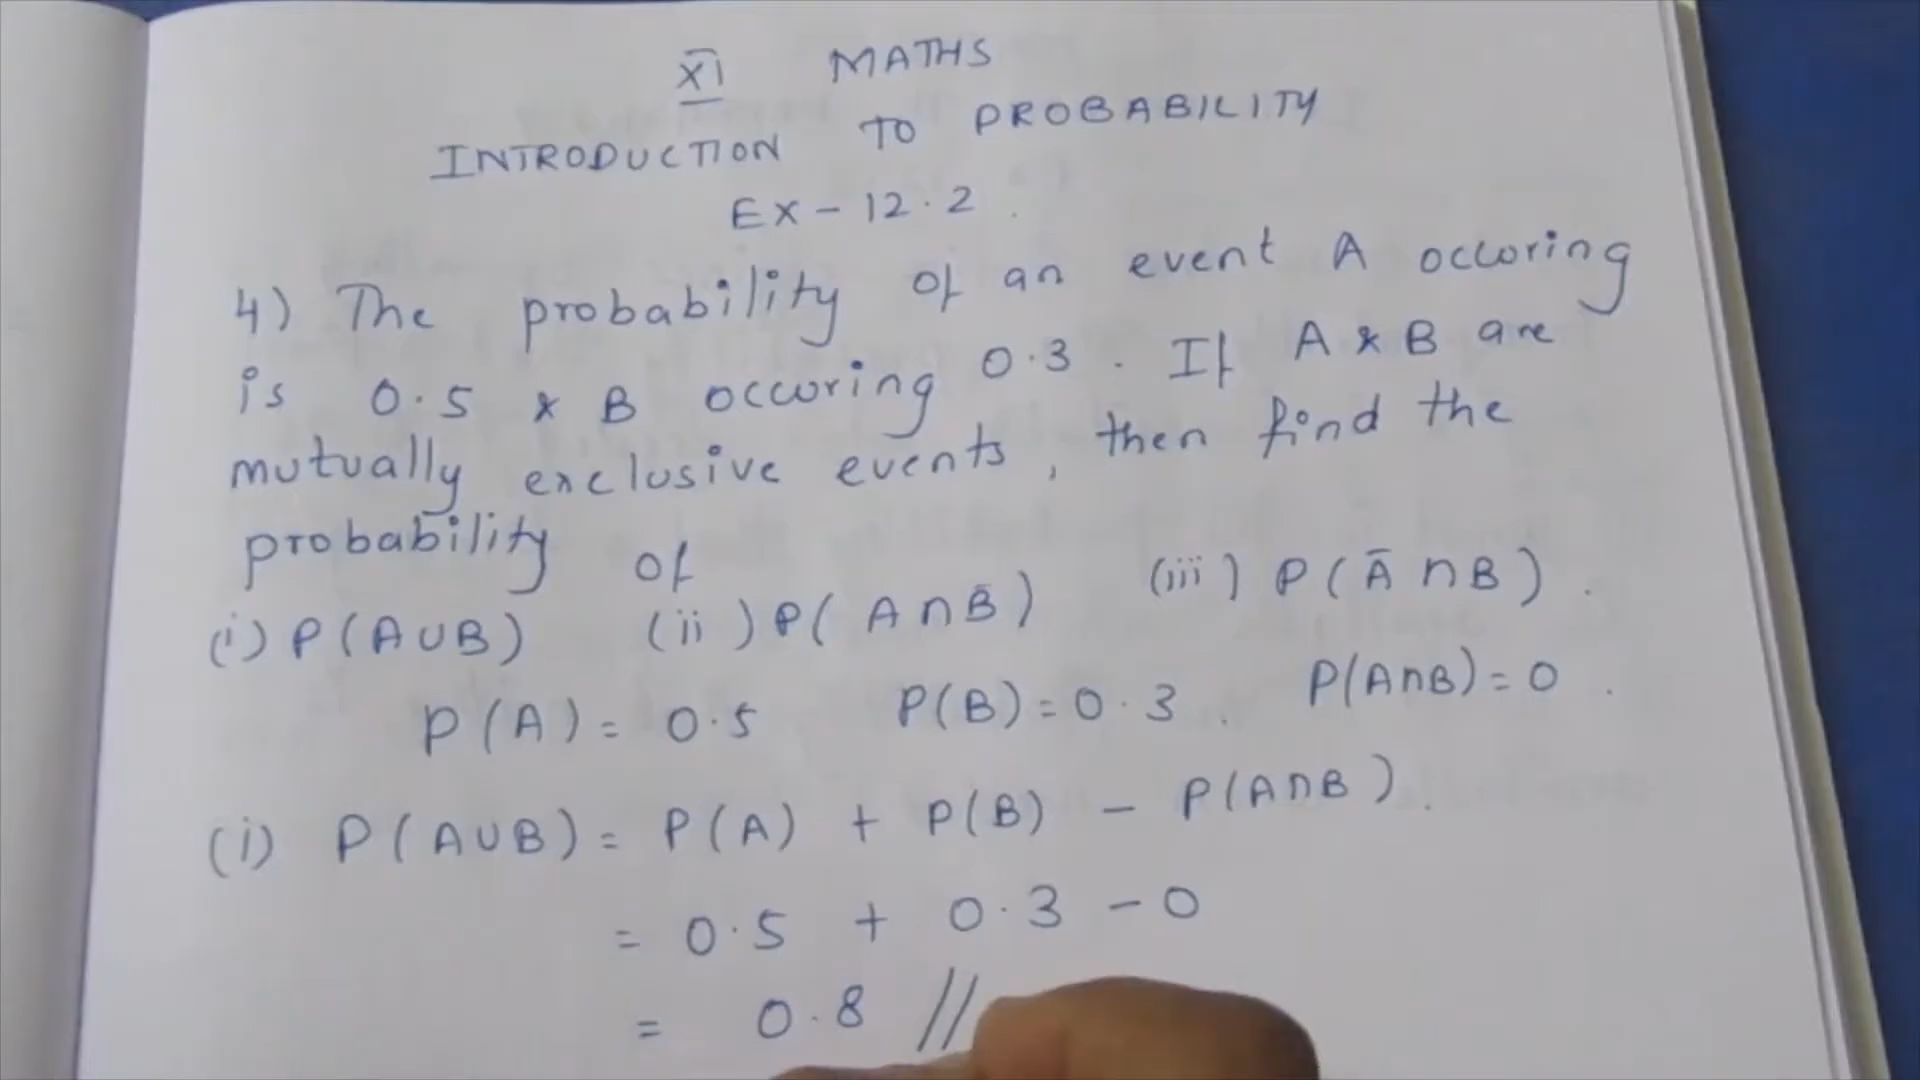 XI MATHS
INTRODUCTION TO PROBABILITY
EX - 12.2.
4) The probability of an event A occuring
is 0.5 & B occuring 0.3. If A & B are
mutually exclusive events, then find the
probability of
(i) P(A∪B) (ii) P(A∩B̄) (iii) P(Ā∩B).
P(A) = 0.5 P(B) = 0.3. P(A∩B) = 0.
(i) P(A∪B) = P(A) + P(B) - P(A∩B).
= 0.5 + 0.3 - 0
= 0.8 //